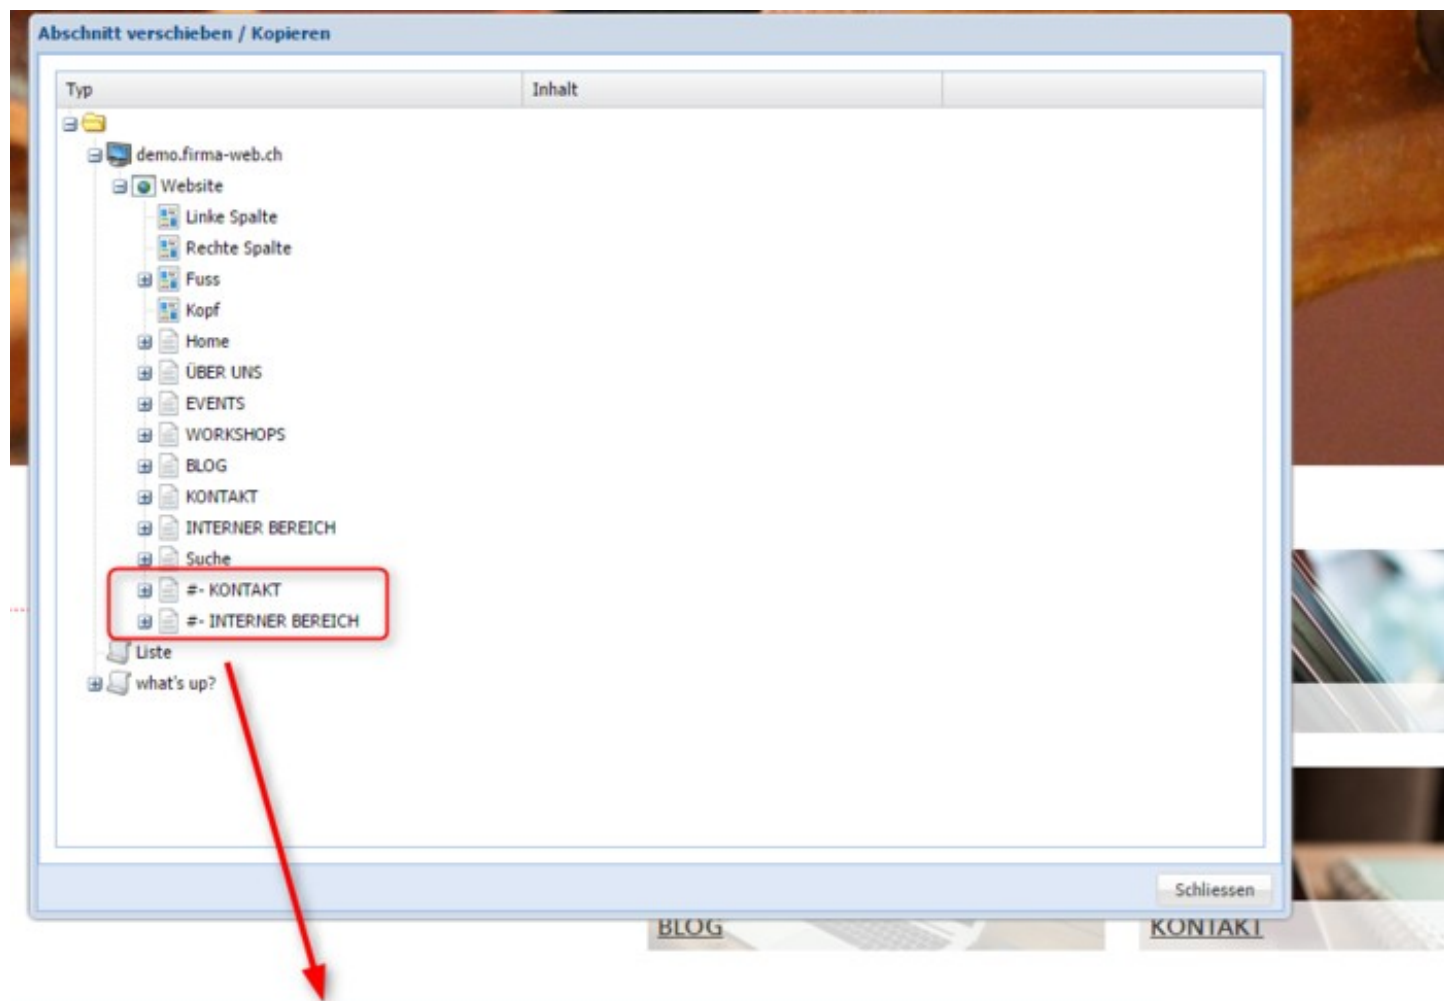 Abschnitt verschieben / Kopieren
Typ Inhalt
demo.firma-web.ch
Website
Linke Spalte
Rechte Spalte
Fuss
Kopf
Home
ÜBER UNS
EVENTS
WORKSHOPS
BLOG
KONTAKT
INTERNER BEREICH
Suche
#- KONTAKT
#- INTERNER BEREICH
Liste
what's up?
Schliessen
BLOG KONTAKT